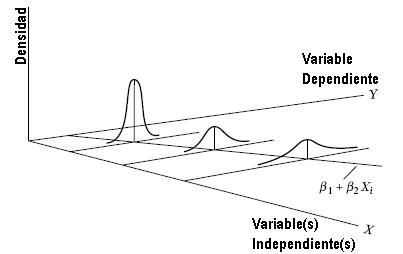 Densidad
Variable
Dependiente
Y
β₁ + β₂ Xᵢ
Variable(s)
Independiente(s)
X